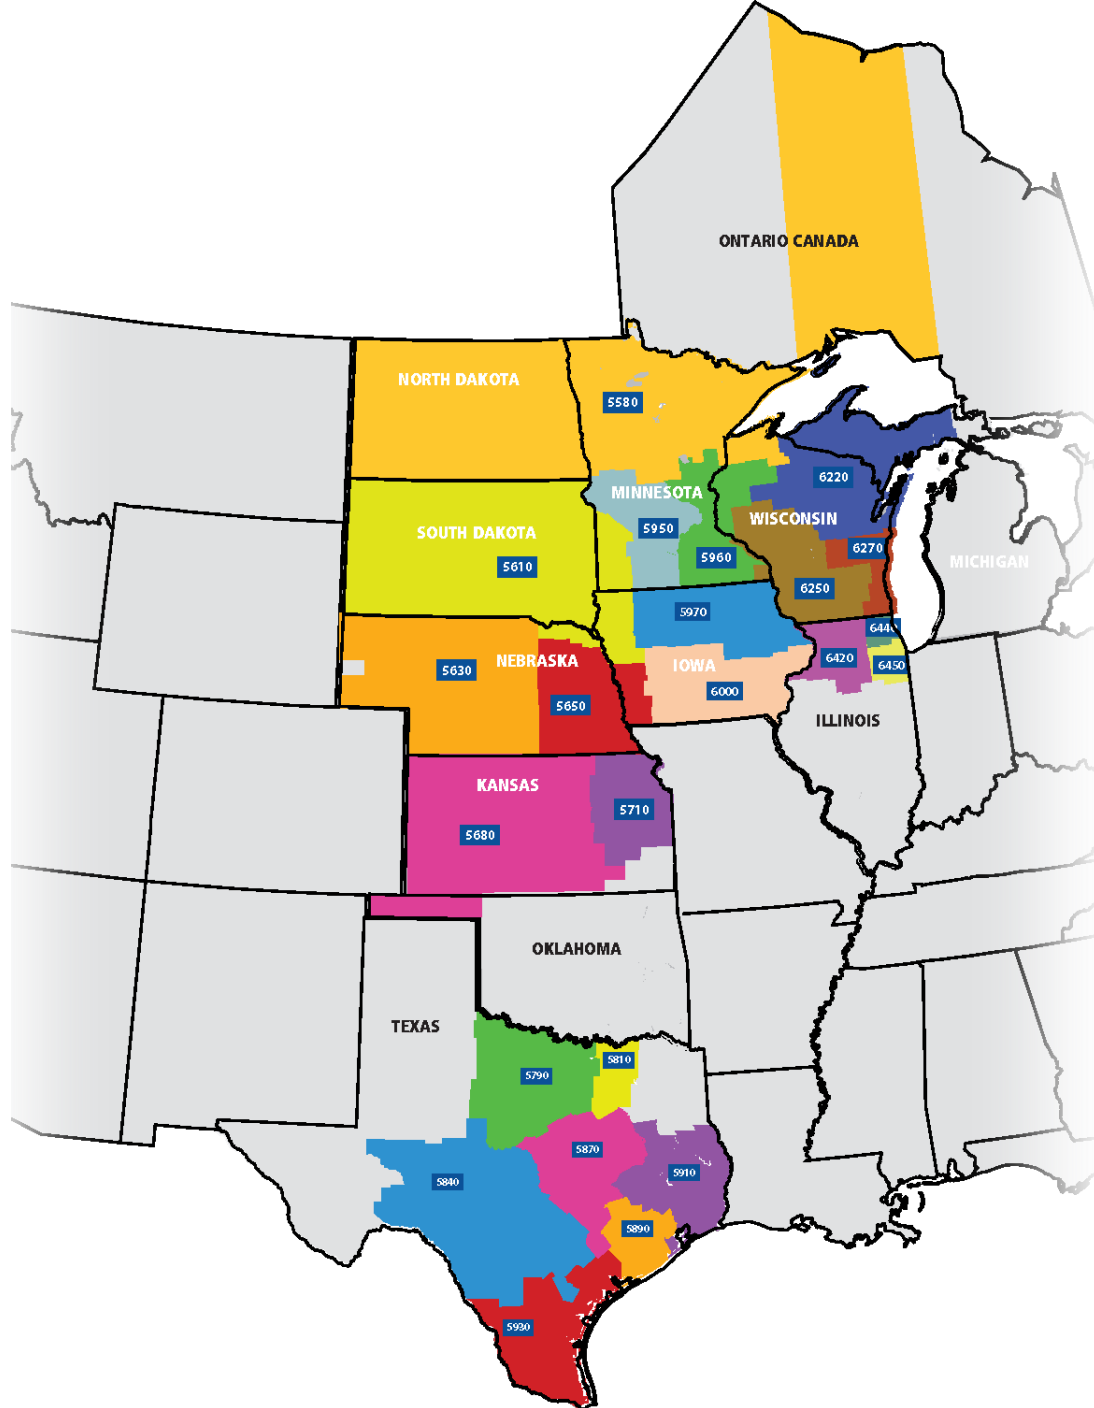 ONTARIO CANADA
NORTH DAKOTA
5580
6220
MINNESOTA
WISCONSIN
SOUTH DAKOTA
5950
6270
5960
MICHIGAN
5610
6250
5970
6440
NEBRASKA
IOWA
6420
6450
5630
6000
5650
ILLINOIS
KANSAS
5710
5680
OKLAHOMA
TEXAS
5810
5790
5870
5910
5840
5890
5930